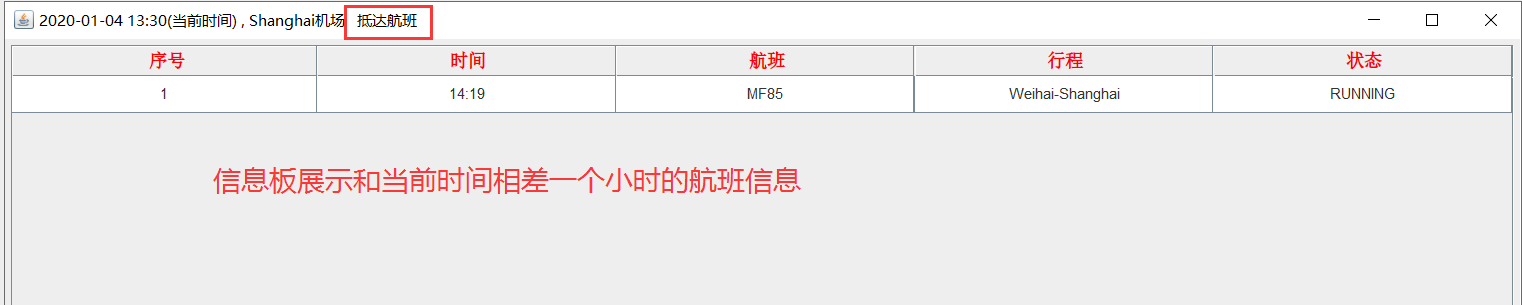 2020-01-04 13:30(当前时间) , Shanghai机场 抵达航班
序号 时间 航班 行程 状态
1 14:19 MF85 Weihai-Shanghai RUNNING
信息板展示和当前时间相差一个小时的航班信息